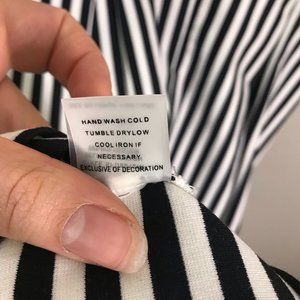 HAND WASH COLD
TUMBLE DRYLOW
COOL IRON IF
NECESSARY
EXCLUSIVE OF DECORATION